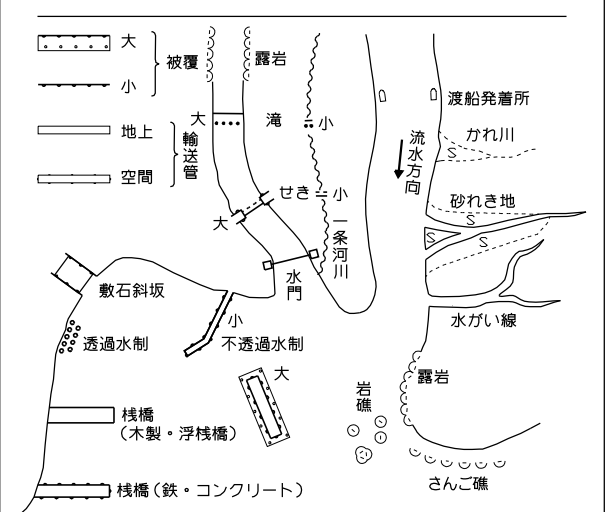 大
小
被覆
地上
空間
輸送管
露岩
大
滝
小
せき
小
大
一条河川
水門
渡船発着所
流水方向
かれ川
S
砂れき地
S
S
S
水がい線
敷石斜坂
透過水制
小
不透過水制
大
岩礁
露岩
桟橋
(木製・浮桟橋)
桟橋(鉄・コンクリート)
さんご礁